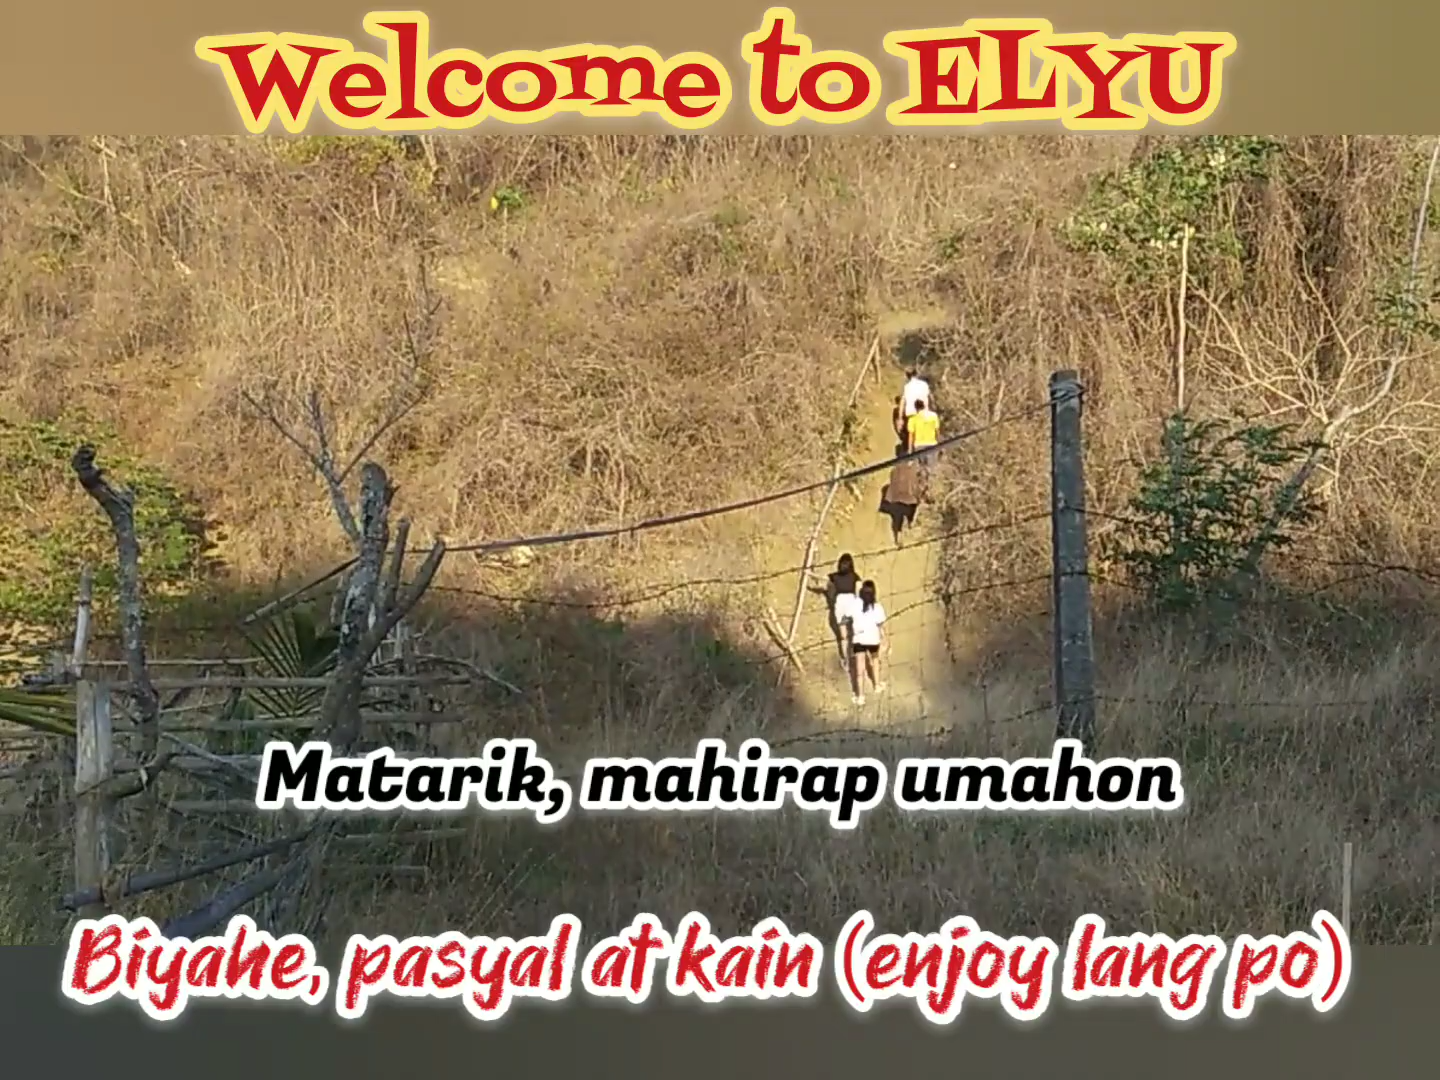 Welcome to ELYU
Matarik, mahirap umahon
Biyahe, pasyal at kain (enjoy lang po)